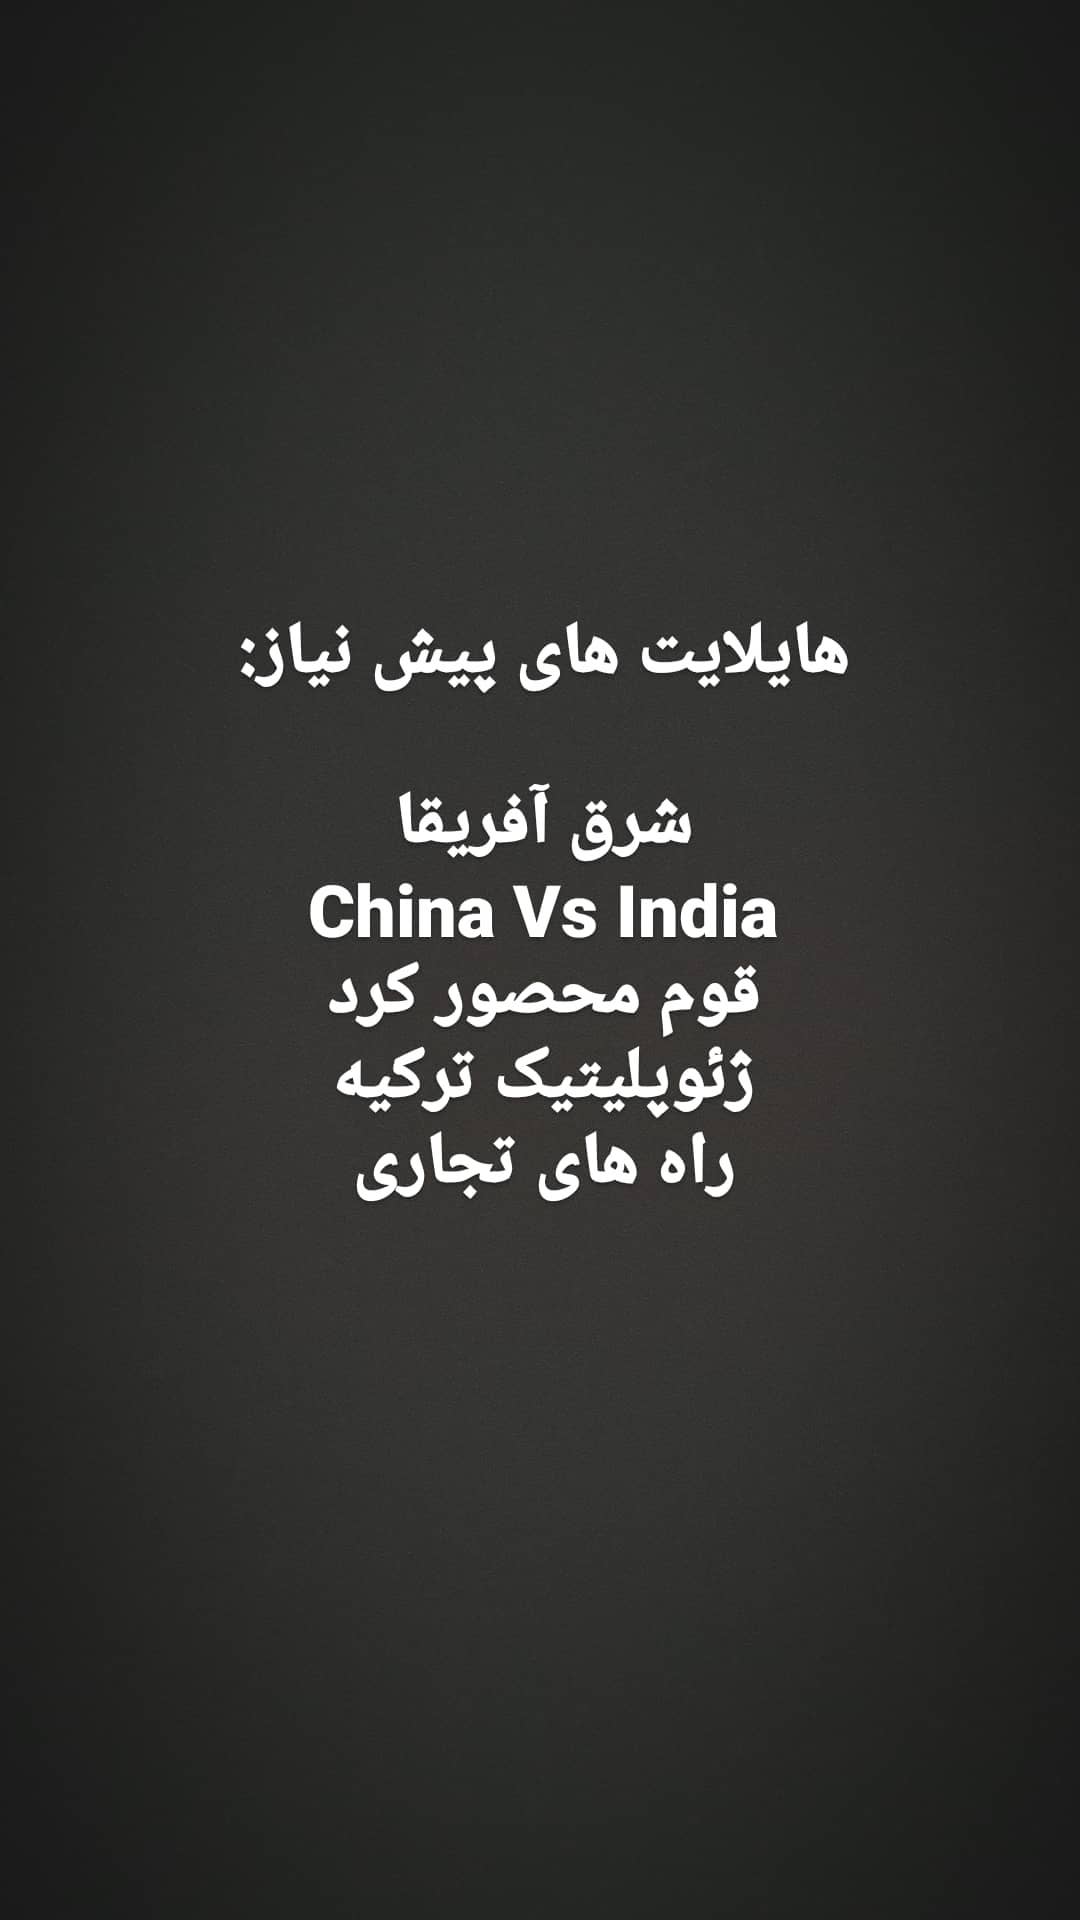 هایلایت های پیش نیاز:
شرق آفریقا
China Vs India
قوم محصور کرد
ژئوپلیتیک ترکیه
راه های تجاری